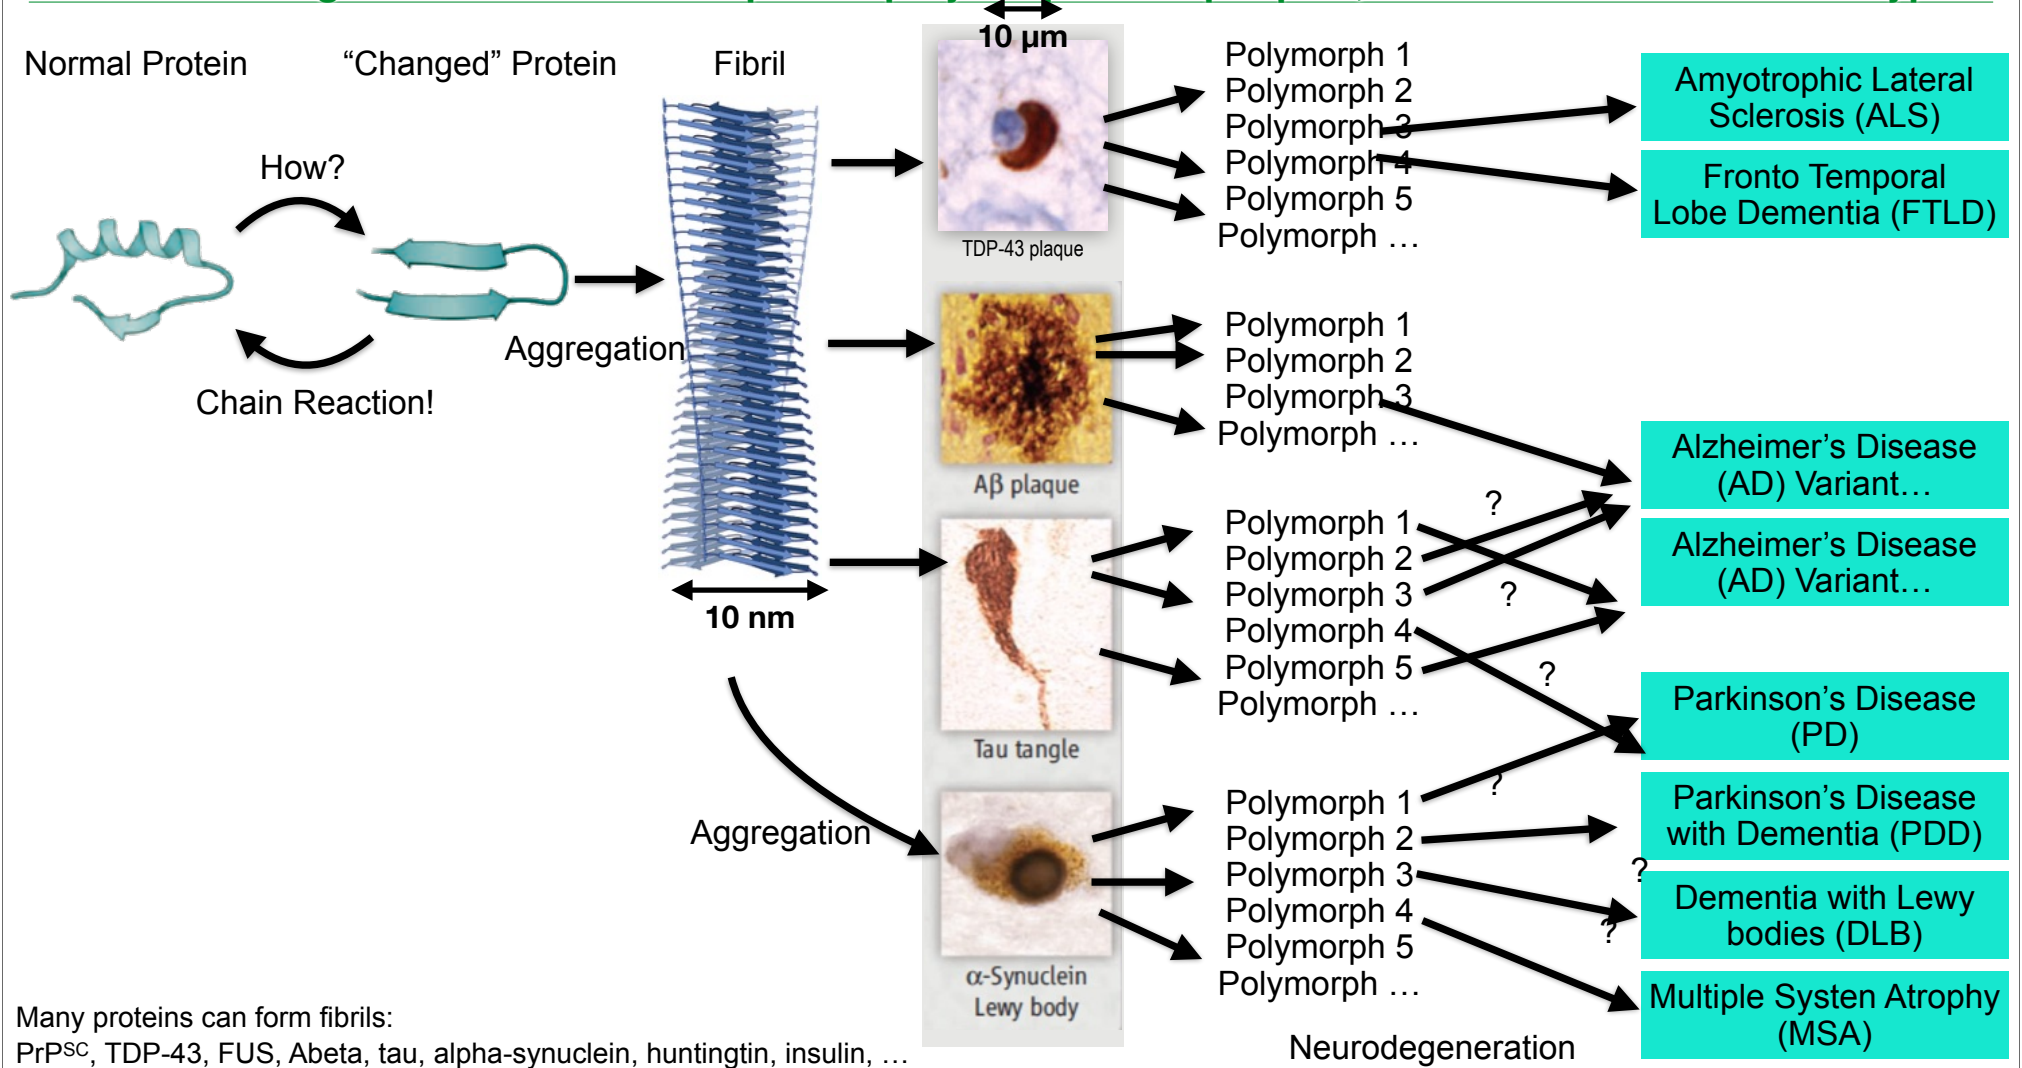 10 µm
Normal Protein
“Changed” Protein
Fibril
How?
Chain Reaction!
Aggregation
10 nm
Aggregation
TDP-43 plaque
Aβ plaque
Tau tangle
α-Synuclein
Lewy body
Polymorph 1
Polymorph 2
Polymorph 3
Polymorph 4
Polymorph 5
Polymorph …
Polymorph 1
Polymorph 2
Polymorph 3
Polymorph …
Polymorph 1
Polymorph 2
Polymorph 3
Polymorph 4
Polymorph 5
Polymorph …
Polymorph 1
Polymorph 2
Polymorph 3
Polymorph 4
Polymorph 5
Polymorph …
?
?
?
?
?
?
Amyotrophic Lateral
Sclerosis (ALS)
Fronto Temporal
Lobe Dementia (FTLD)
Alzheimer’s Disease
(AD) Variant…
Alzheimer’s Disease
(AD) Variant…
Parkinson’s Disease
(PD)
Parkinson’s Disease
with Dementia (PDD)
Dementia with Lewy
bodies (DLB)
Multiple Systen Atrophy
(MSA)
Neurodegeneration
Many proteins can form fibrils:
PrPSC, TDP-43, FUS, Abeta, tau, alpha-synuclein, huntingtin, insulin, …